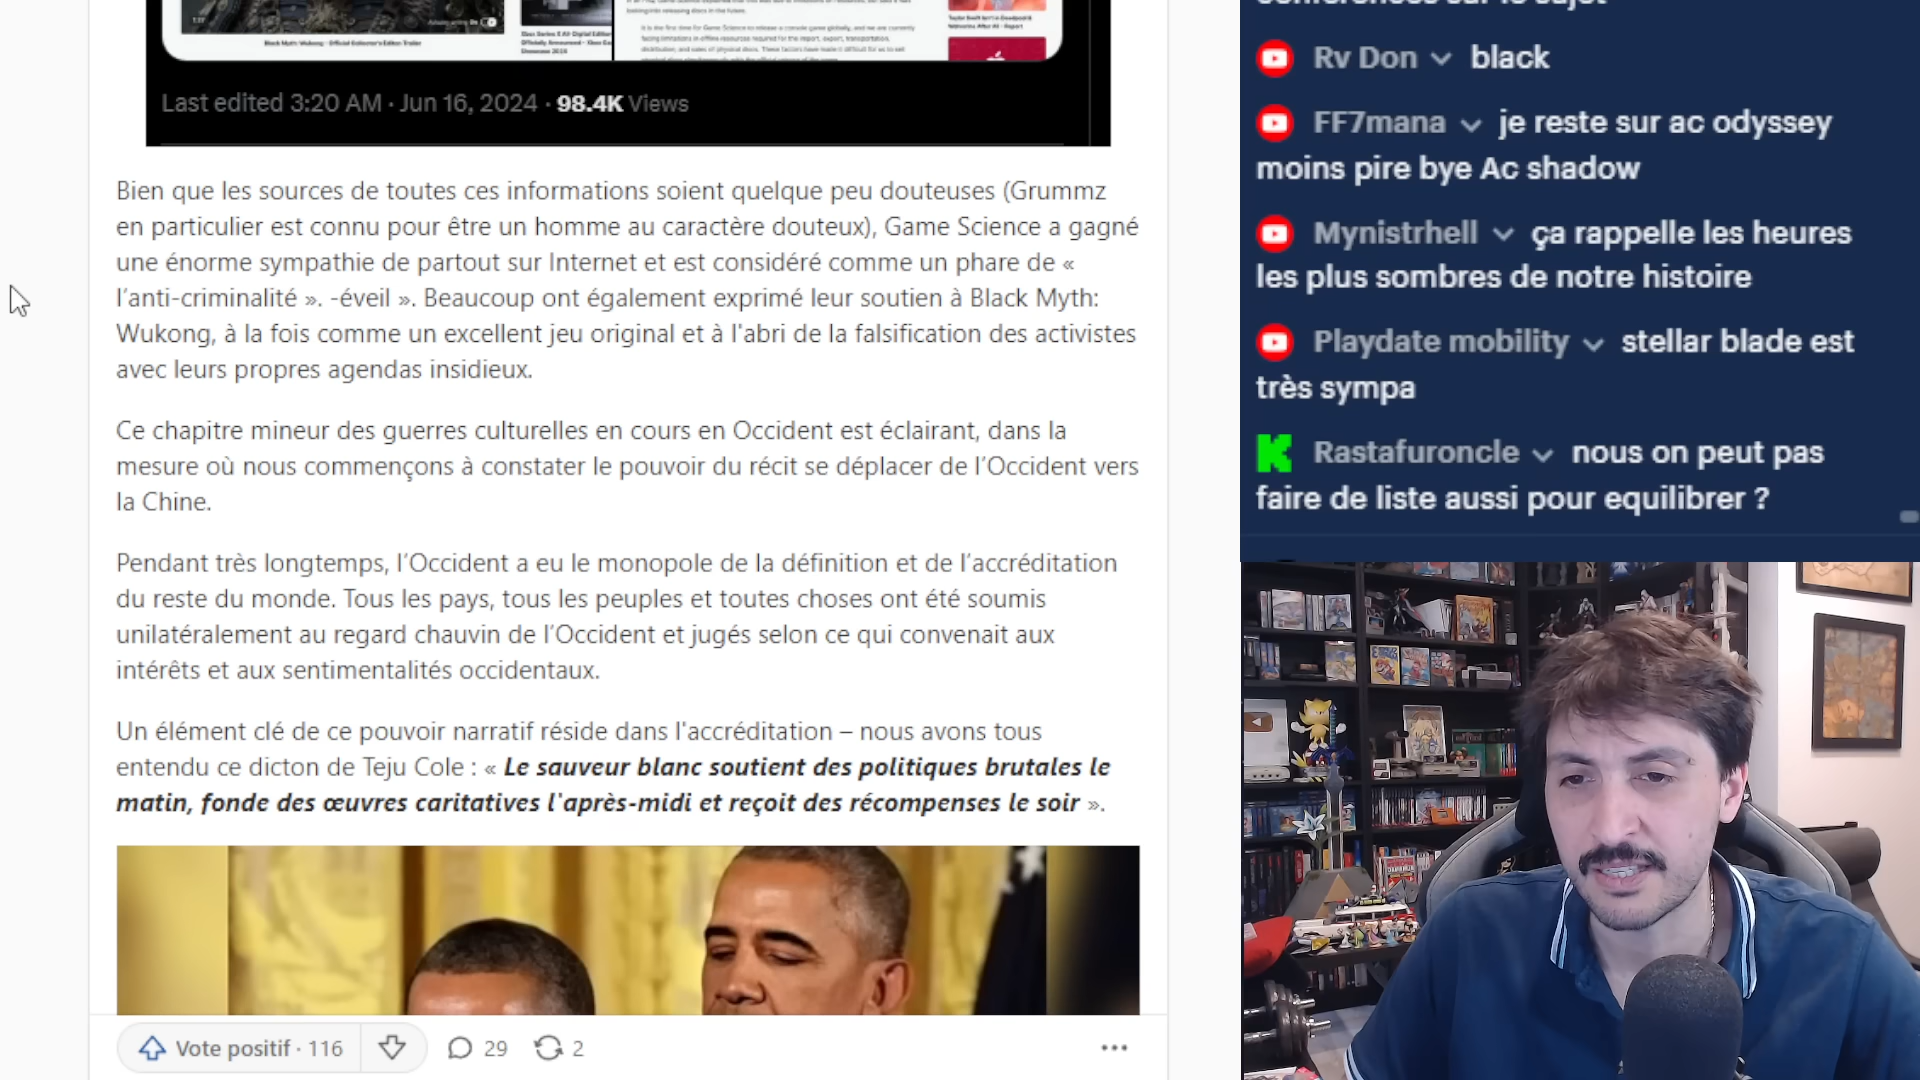 Black Myth: Wukong - Official Collector's Edition Trailer
Last edited 3:20 AM · Jun 16, 2024 · 98.4K Views
Bien que les sources de toutes ces informations soient quelque peu douteuses (Grummz
en particulier est connu pour être un homme au caractère douteux), Game Science a gagné
une énorme sympathie de partout sur Internet et est considéré comme un phare de «
l'anti-criminalité ». -éveil ». Beaucoup ont également exprimé leur soutien à Black Myth:
Wukong, à la fois comme un excellent jeu original et à l'abri de la falsification des activistes
avec leurs propres agendas insidieux.
Ce chapitre mineur des guerres culturelles en cours en Occident est éclairant, dans la
mesure où nous commençons à constater le pouvoir du récit se déplacer de l'Occident vers
la Chine.
Pendant très longtemps, l'Occident a eu le monopole de la définition et de l'accréditation
du reste du monde. Tous les pays, tous les peuples et toutes choses ont été soumis
unilatéralement au regard chauvin de l'Occident et jugés selon ce qui convenait aux
intérêts et aux sentimentalités occidentaux.
Un élément clé de ce pouvoir narratif réside dans l'accréditation – nous avons tous
entendu ce dicton de Teju Cole : « Le sauveur blanc soutient des politiques brutales le
matin, fonde des œuvres caritatives l'après-midi et reçoit des récompenses le soir ».
Vote positif · 116
29
2
conférences sur le sujet
Rv Don black
FF7mana je reste sur ac odyssey
moins pire bye Ac shadow
Mynistrhell ça rappelle les heures
les plus sombres de notre histoire
Playdate mobility stellar blade est
très sympa
Rastafuroncle nous on peut pas
faire de liste aussi pour equilibrer ?